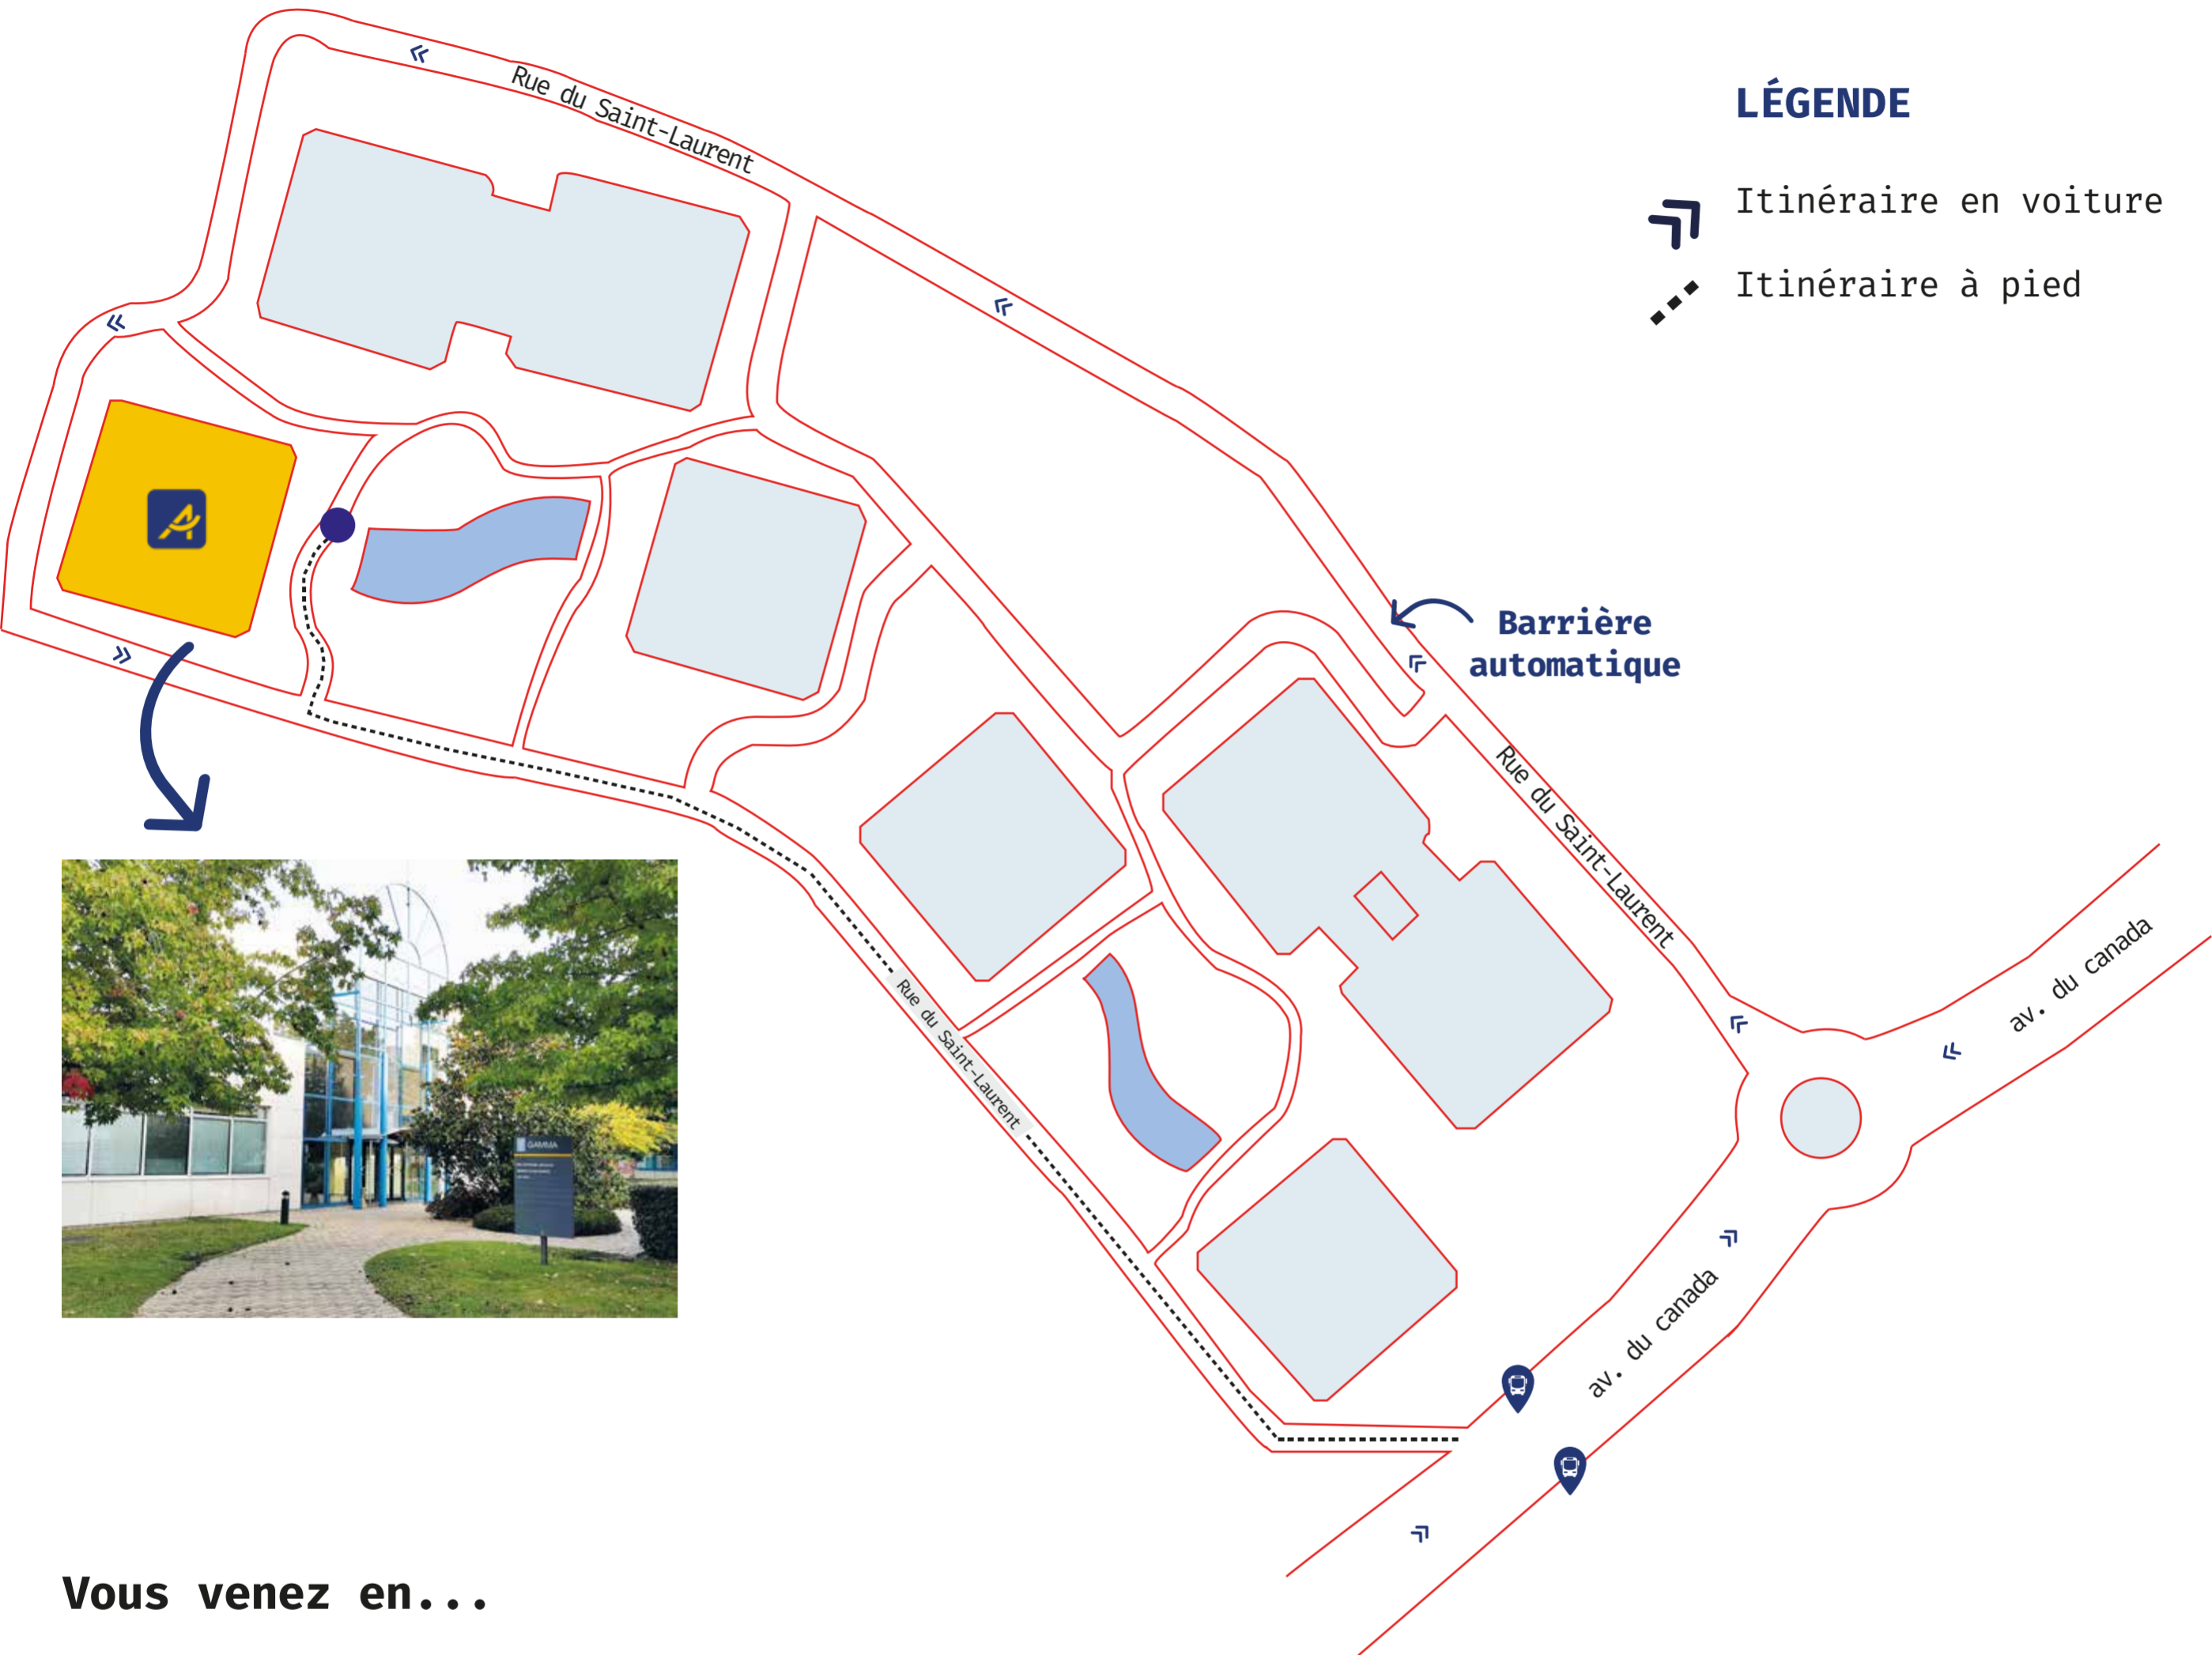 Rue du Saint-Laurent
LÉGENDE
Itinéraire en voiture
Itinéraire à pied
Barrière
automatique
Rue du Saint-Laurent
av. du canada
Rue du Saint-Laurent
GAMMA
av. du canada
Vous venez en...